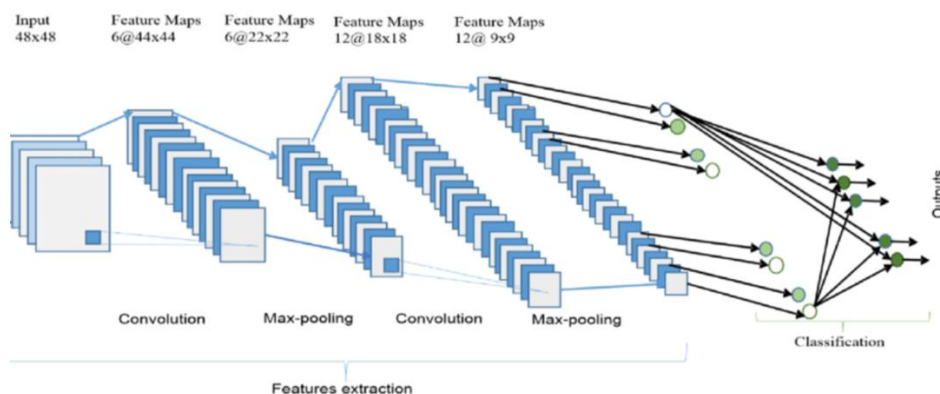 Input
48x48
Feature Maps
6@44x44
Feature Maps
6@22x22
Feature Maps
12@18x18
Feature Maps
12@ 9x9
Outputs
Convolution
Max-pooling
Convolution
Max-pooling
Classification
Features extraction